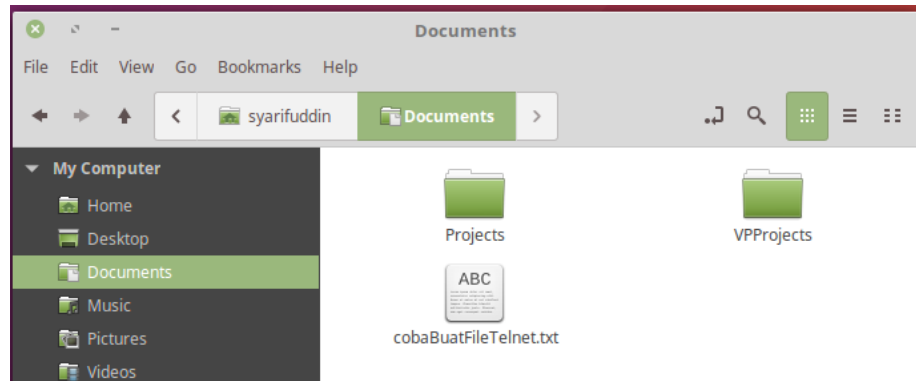 Documents
File Edit View Go Bookmarks Help
syarifuddin Documents
My Computer
Home
Desktop
Documents
Music
Pictures
Videos
Projects VPProjects
ABC
cobaBuatFileTelnet.txt